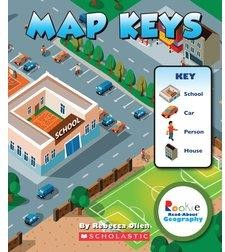 MAP KEYS
KEY
School
Car
Person
House
SCHOOL
By Rebecca Olien
SCHOLASTIC
Rookie
Read-About
Geography